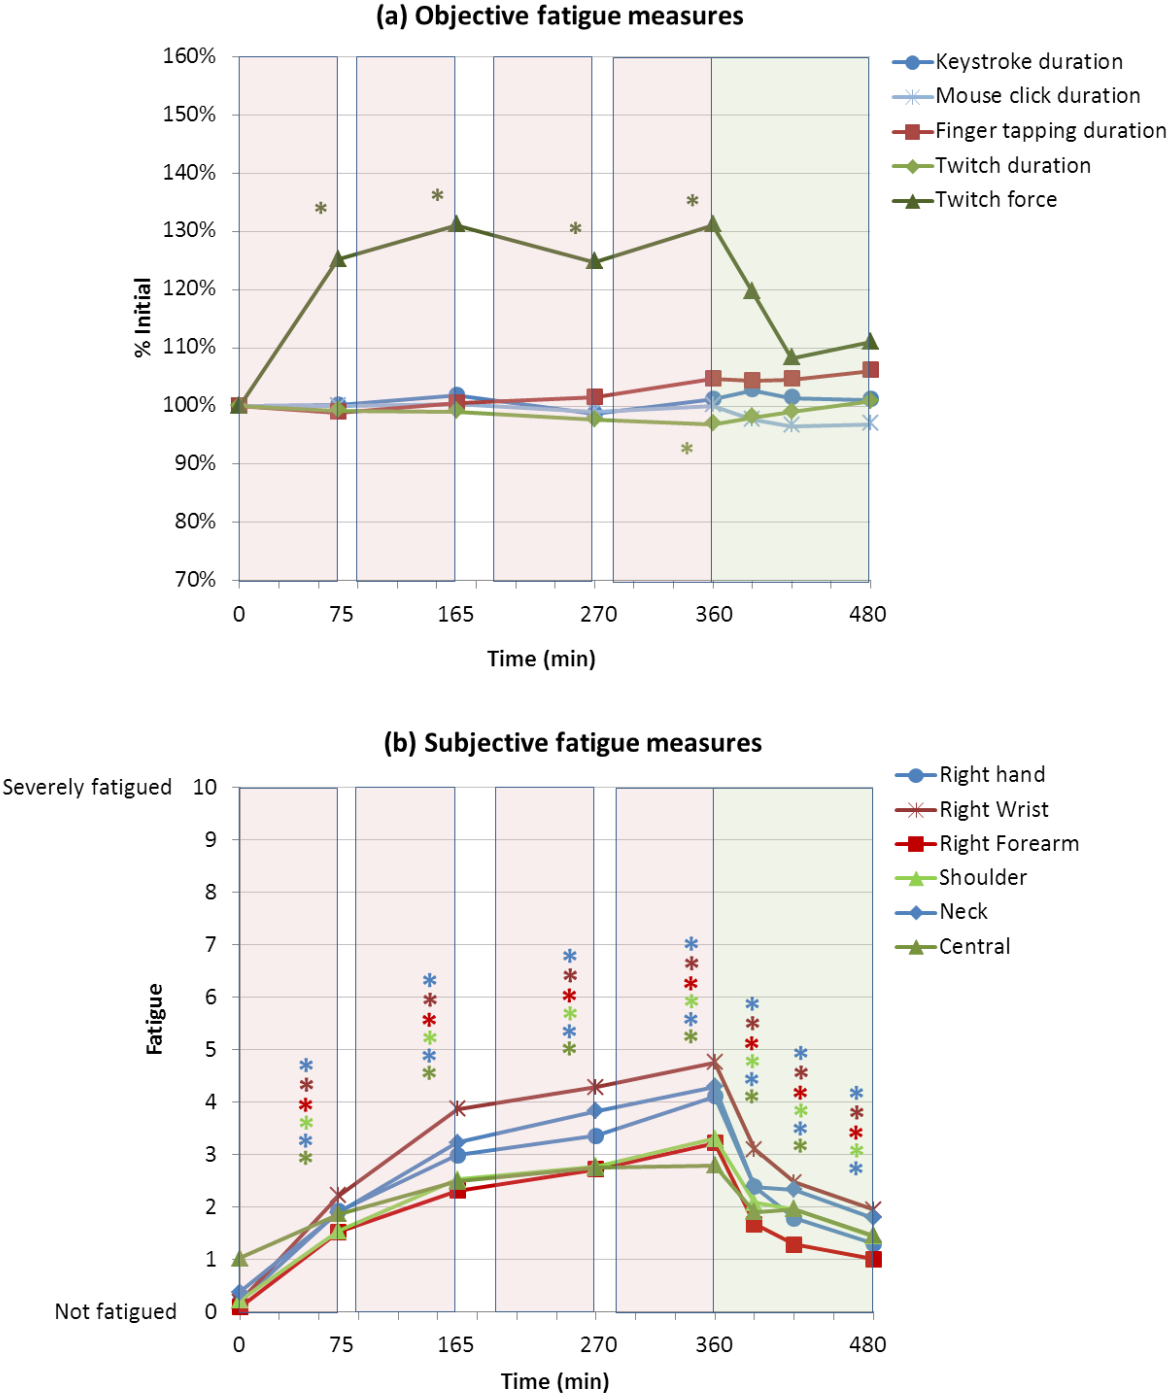 (a) Objective fatigue measures
160%
150%
140%
130%
120%
110%
100%
90%
80%
70%
% Initial
0 75 165 270 360 480
Time (min)
Keystroke duration
Mouse click duration
Finger tapping duration
Twitch duration
Twitch force
* * * *
*
(b) Subjective fatigue measures
Severely fatigued 10
9
8
7
6
5
4
3
2
1
Not fatigued 0
Fatigue
0 75 165 270 360 480
Time (min)
Right hand
Right Wrist
Right Forearm
Shoulder
Neck
Central
* * * * * * *
* * * * * * *
* * * * * * *
* * * * * * *
* * * * * * *
* * * * * *